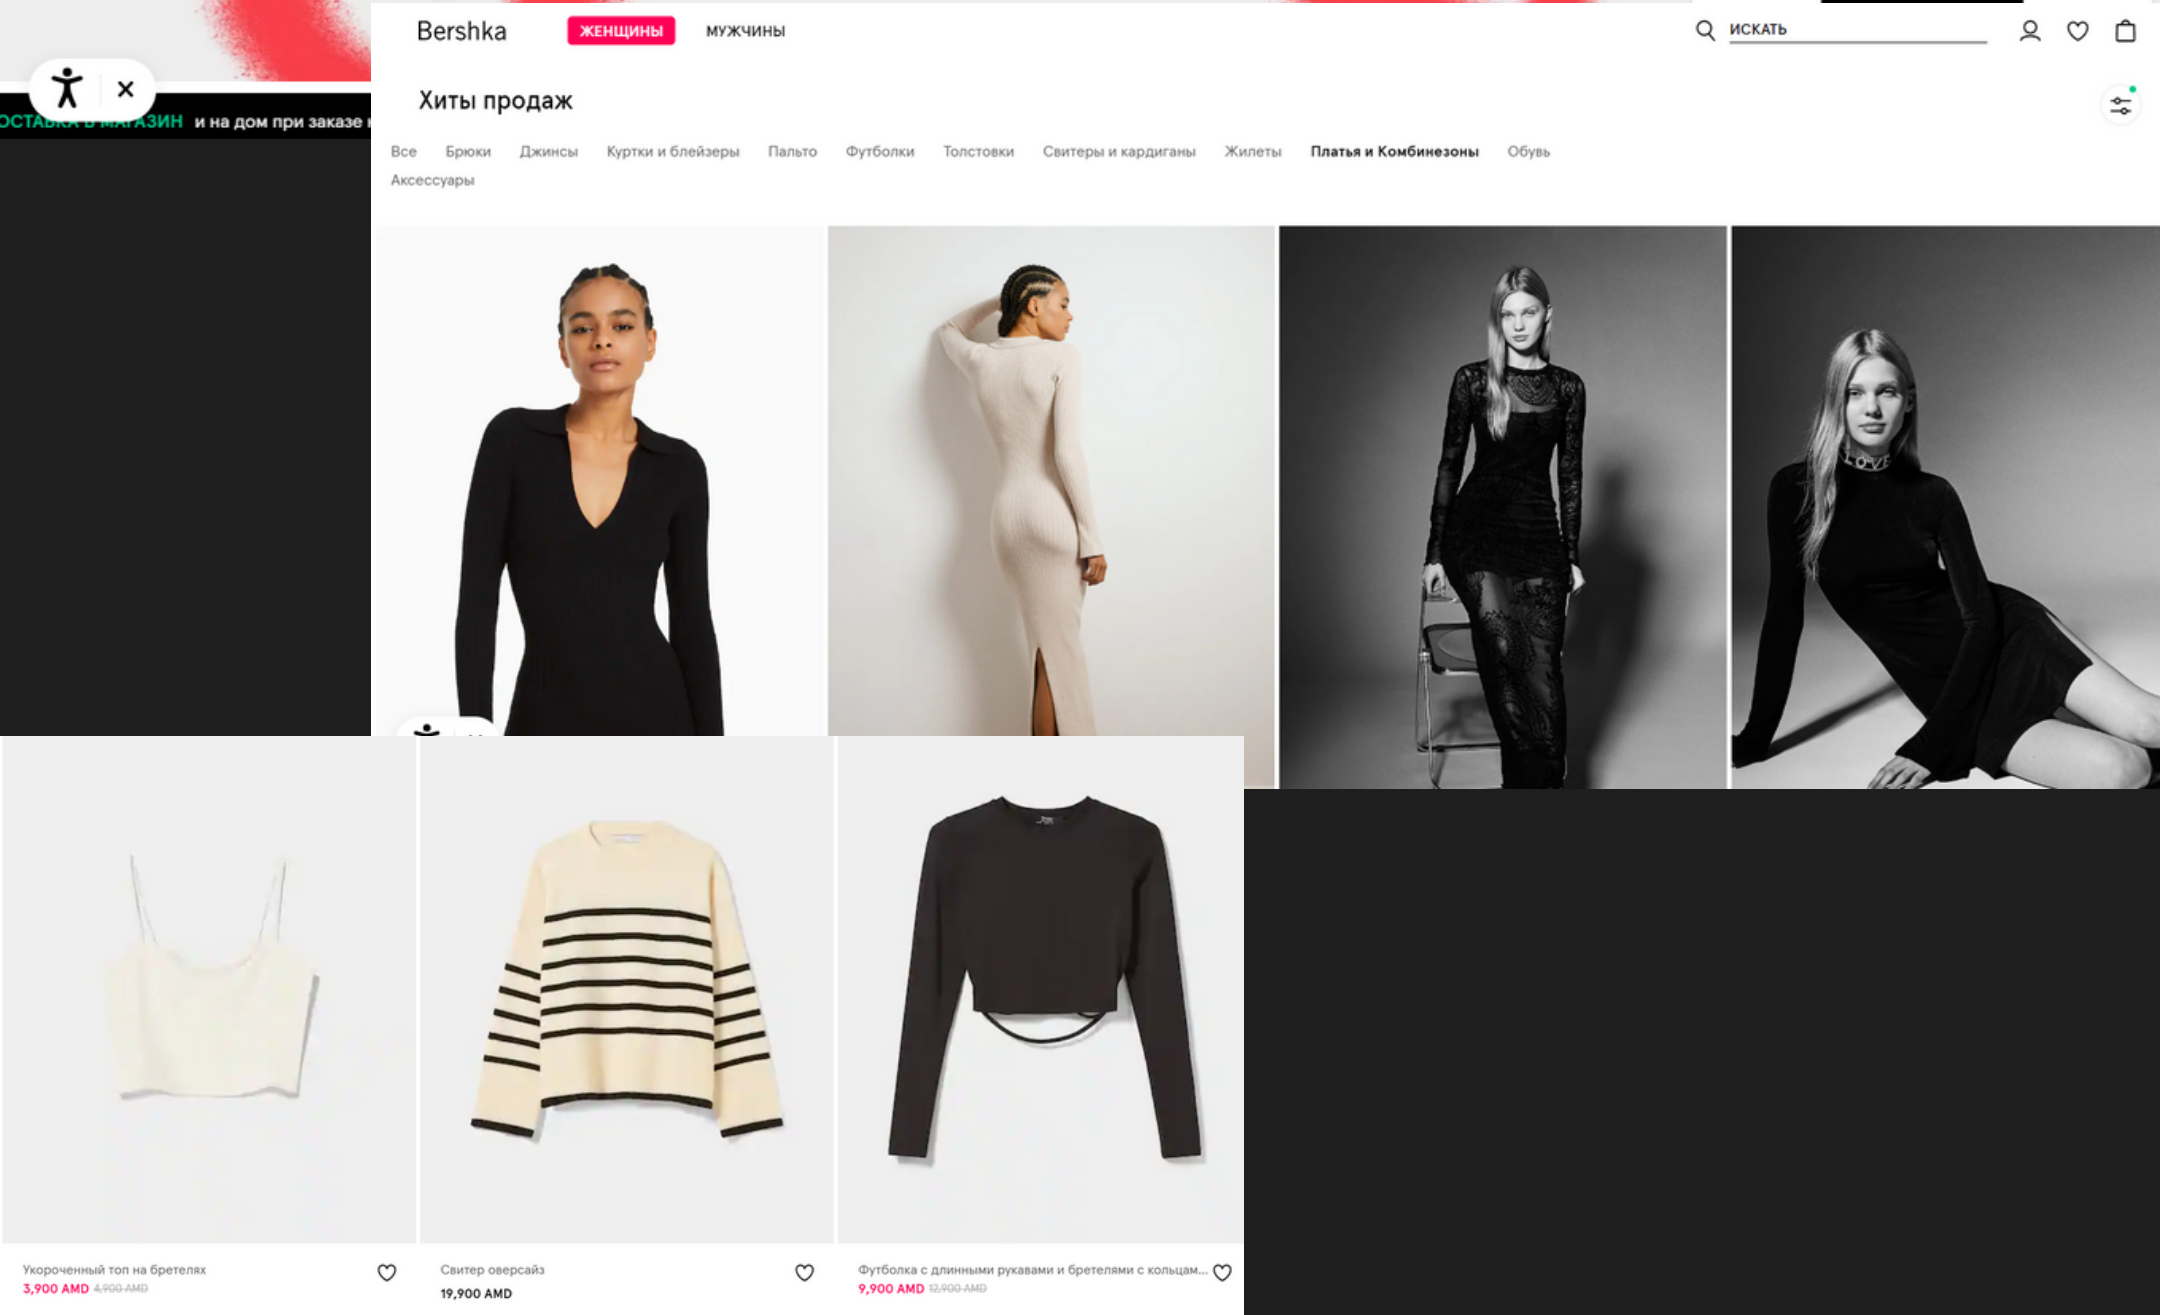 Bershka ЖЕНЩИНЫ МУЖЧИНЫ ИСКАТЬ
Хиты продаж
ОСТАВКА В МАГАЗИН и на дом при заказе
Все Брюки Джинсы Куртки и блейзеры Пальто Футболки Толстовки Свитеры и кардиганы Жилеты Платья и Комбинезоны Обувь
Аксессуары
LOVE
Укороченный топ на бретелях
3,900 AMD 4,900 AMD
Свитер оверсайз
19,900 AMD
Футболка с длинными рукавами и бретелями с кольцам...
9,900 AMD 12,900 AMD